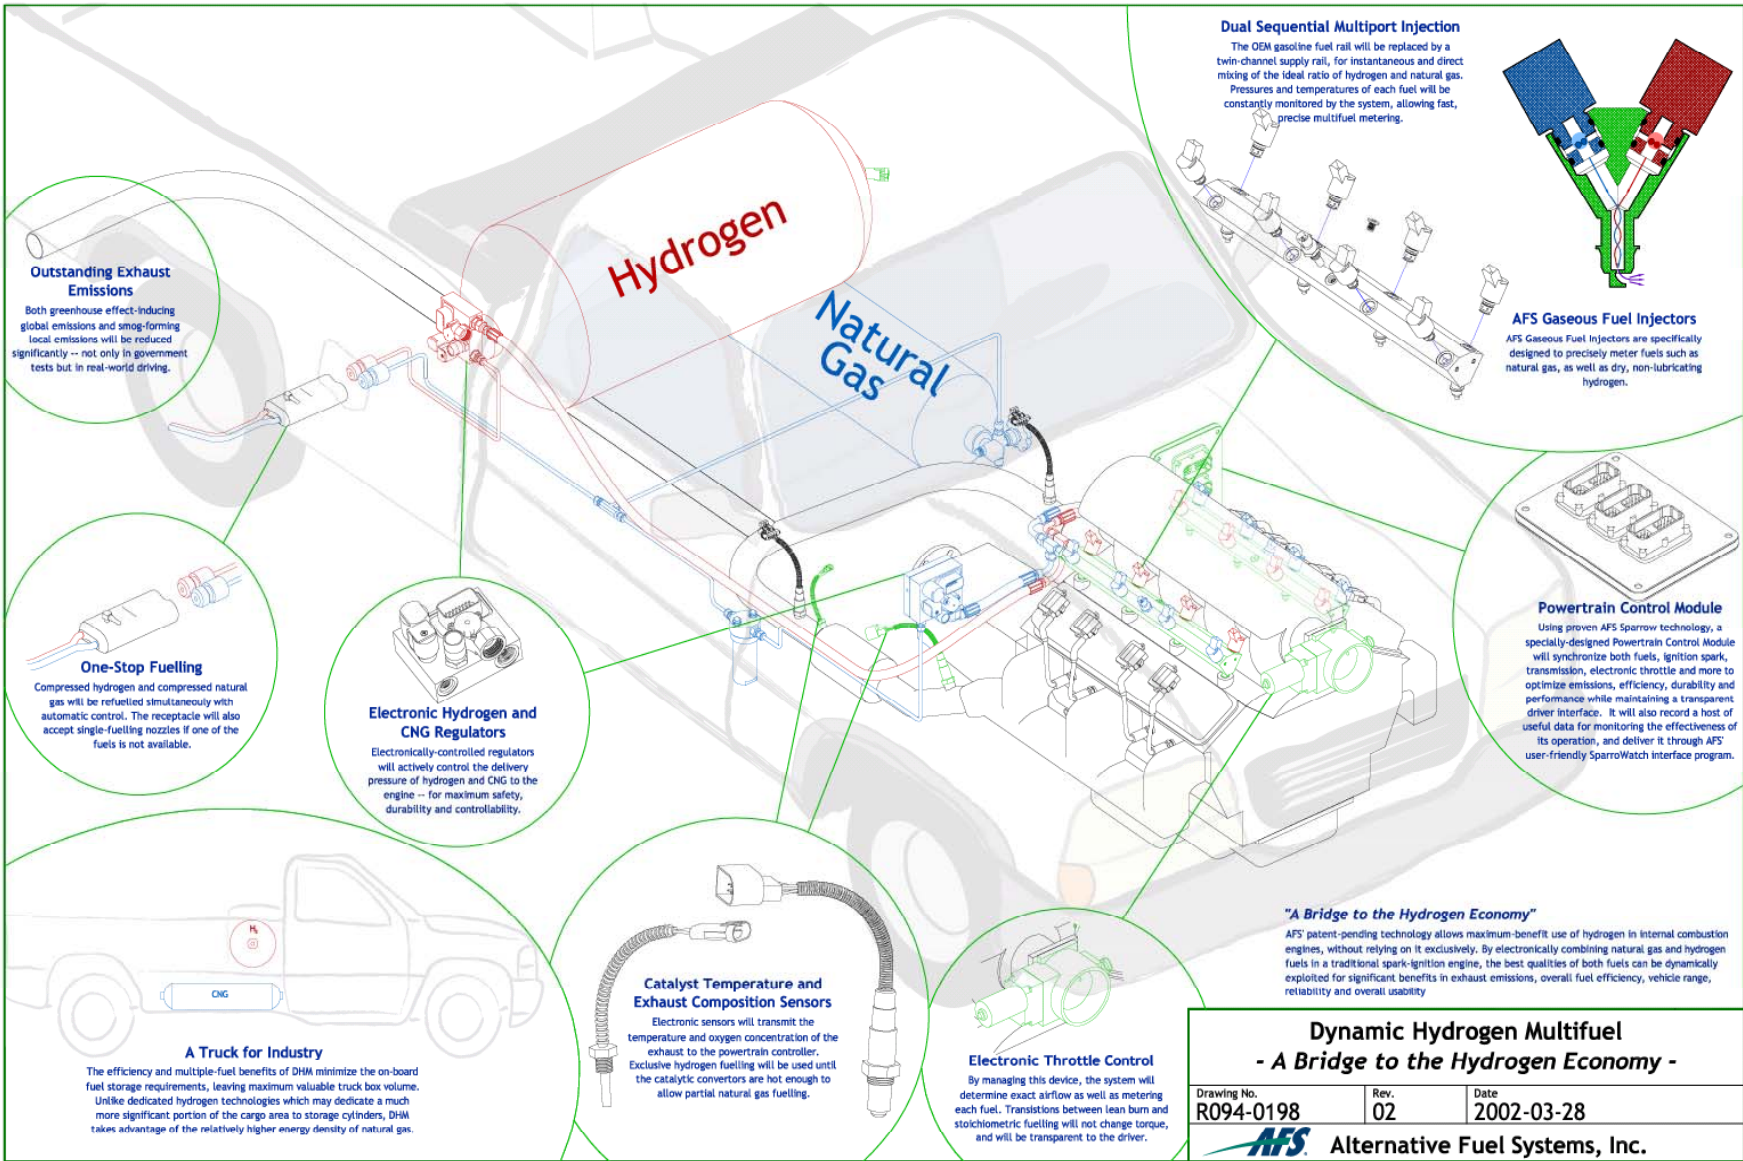 Dual Sequential Multiport Injection
The OEM gasoline fuel rail will be replaced by a
twin-channel supply rail, for instantaneous and direct
mixing of the ideal ratio of hydrogen and natural gas.
Pressures and temperatures of each fuel will be
constantly monitored by the system, allowing fast,
precise multifuel metering.
AFS Gaseous Fuel Injectors
AFS Gaseous Fuel Injectors are specifically
designed to precisely meter fuels such as
natural gas, as well as dry, non-lubricating
hydrogen.
Hydrogen
Natural
Gas
Outstanding Exhaust
Emissions
Both greenhouse effect-inducing
global emissions and smog-forming
local emissions will be reduced
significantly -- not only in government
tests but in real-world driving.
One-Stop Fuelling
Compressed hydrogen and compressed natural
gas will be refuelled simultaneously with
automatic control. The receptacle will also
accept single-fuelling nozzles if one of the
fuels is not available.
Electronic Hydrogen and
CNG Regulators
Electronically-controlled regulators
will actively control the delivery
pressure of hydrogen and CNG to the
engine -- for maximum safety,
durability and controllability.
Powertrain Control Module
Using proven AFS Sparrow technology, a
specially-designed Powertrain Control Module
will synchronize both fuels, ignition spark,
transmission, electronic throttle and more to
optimize emissions, efficiency, durability and
performance while maintaining a transparent
driver interface. It will also record a host of
useful data for monitoring the effectiveness of
its operation, and deliver it through AFS'
user-friendly SparroWatch interface program.
H2
CNG
A Truck for Industry
The efficiency and multiple-fuel benefits of DHM minimize the on-board
fuel storage requirements, leaving maximum valuable truck box volume.
Unlike dedicated hydrogen technologies which may dedicate a much
more significant portion of the cargo area to storage cylinders, DHM
takes advantage of the relatively higher energy density of natural gas.
Catalyst Temperature and
Exhaust Composition Sensors
Electronic sensors will transmit the
temperature and oxygen concentration of the
exhaust to the powertrain controller.
Exclusive hydrogen fuelling will be used until
the catalytic convertors are hot enough to
allow partial natural gas fuelling.
Electronic Throttle Control
By managing this device, the system will
determine exact airflow as well as metering
each fuel. Transistions between lean burn and
stoichiometric fuelling will not change torque,
and will be transparent to the driver.
"A Bridge to the Hydrogen Economy"
AFS' patent-pending technology allows maximum-benefit use of hydrogen in internal combustion
engines, without relying on it exclusively. By electronically combining natural gas and hydrogen
fuels in a traditional spark-ignition engine, the best qualities of both fuels can be dynamically
exploited for significant benefits in exhaust emissions, overall fuel efficiency, vehicle range,
reliability and overall usability
Dynamic Hydrogen Multifuel
- A Bridge to the Hydrogen Economy -
Drawing No. Rev. Date
R094-0198 02 2002-03-28
AFS. Alternative Fuel Systems, Inc.